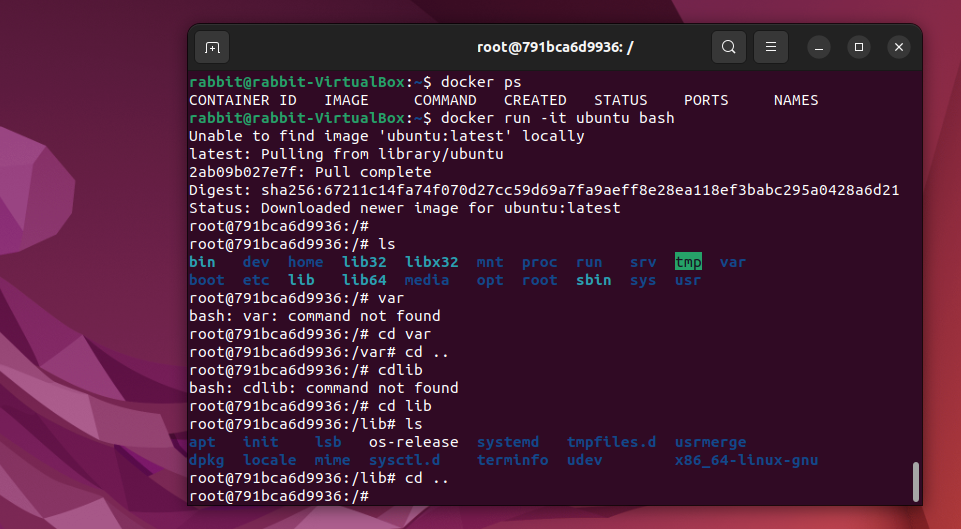 root@791bca6d9936: /
rabbit@rabbit-VirtualBox:~$ docker ps
CONTAINER ID   IMAGE     COMMAND   CREATED   STATUS    PORTS     NAMES
rabbit@rabbit-VirtualBox:~$ docker run -it ubuntu bash
Unable to find image 'ubuntu:latest' locally
latest: Pulling from library/ubuntu
2ab09b027e7f: Pull complete
Digest: sha256:67211c14fa74f070d27cc59d69a7fa9aeff8e28ea118ef3babc295a0428a6d21
Status: Downloaded newer image for ubuntu:latest
root@791bca6d9936:/#
root@791bca6d9936:/# ls
bin   dev  home  lib32  libx32  mnt  proc  run   srv  tmp  var
boot  etc  lib   lib64  media   opt  root  sbin  sys  usr
root@791bca6d9936:/# var
bash: var: command not found
root@791bca6d9936:/# cd var
root@791bca6d9936:/var# cd ..
root@791bca6d9936:/# cdlib
bash: cdlib: command not found
root@791bca6d9936:/# cd lib
root@791bca6d9936:/lib# ls
apt   init    lsb   os-release  systemd   tmpfiles.d  usrmerge
dpkg  locale  mime  sysctl.d    terminfo  udev        x86_64-linux-gnu
root@791bca6d9936:/lib# cd ..
root@791bca6d9936:/#